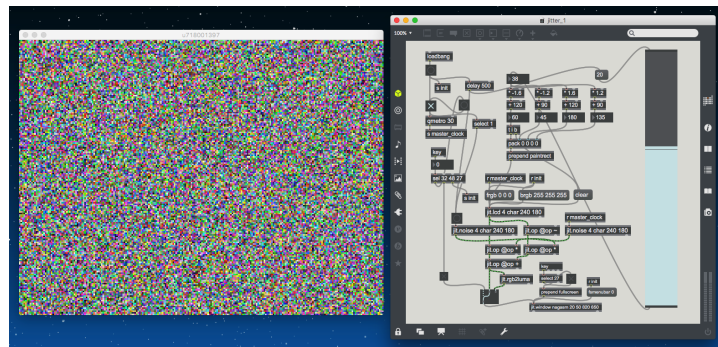 u718001397
jitter_1
100%
loadbang
38
20
s init
delay 500
* -1.6
* -1.2
* 1.6
* 1.2
+ 120
+ 90
+ 120
+ 90
qmetro 30
select 1
60
45
180
135
s master_clock
t b
pack 0 0 0 0
key
prepend paintrect
0
sel 32 48 27
r master_clock
r init
s init
frgb 0 0 0
brgb 255 255 255
clear
jit.lcd 4 char 240 180
r master_clock
jit.noise 4 char 240 180
jit.op @op ~
jit.noise 4 char 240 180
jit.op @op *
jit.op @op *
jit.op @op +
key
jit.rgb2luma
select 27
r init
prepend fullscreen
fsmenubar 0
jit.window nagasm 20 50 620 650